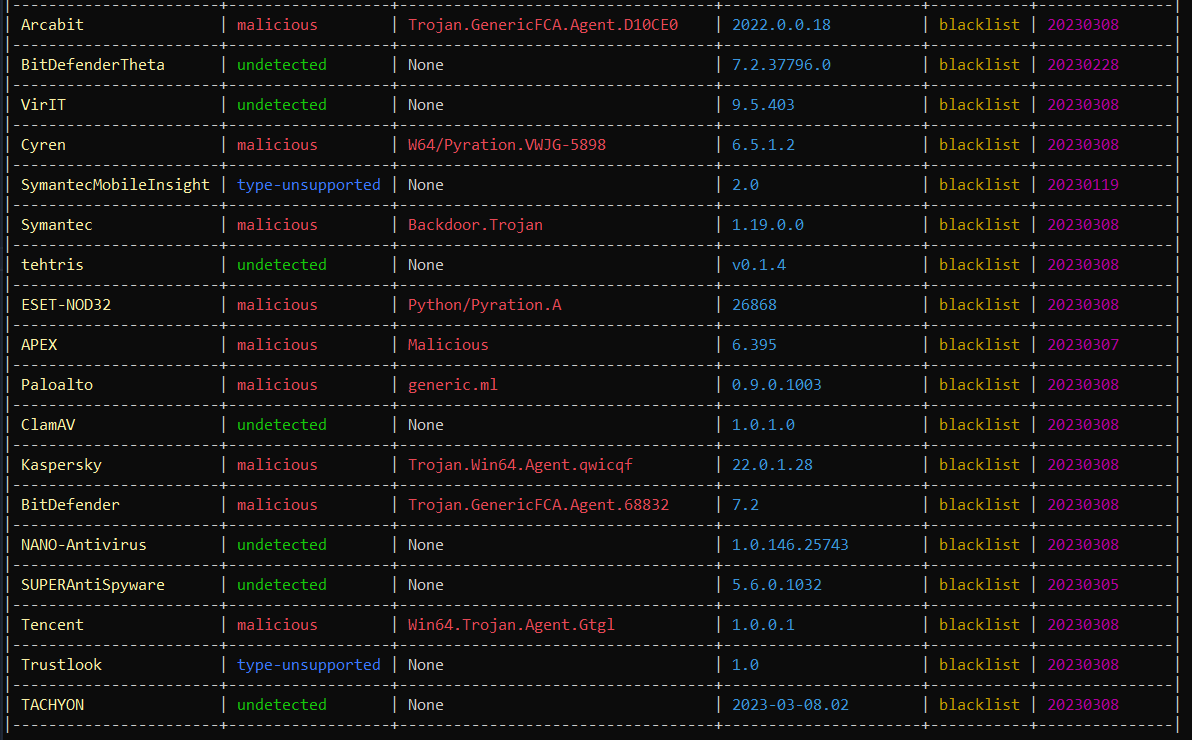 | Arcabit | malicious | Trojan.GenericFCA.Agent.D10CE0 | 2022.0.0.18 | blacklist | 20230308 |
| BitDefenderTheta | undetected | None | 7.2.37796.0 | blacklist | 20230228 |
| VirIT | undetected | None | 9.5.403 | blacklist | 20230308 |
| Cyren | malicious | W64/Pyration.VWJG-5898 | 6.5.1.2 | blacklist | 20230308 |
| SymantecMobileInsight | type-unsupported | None | 2.0 | blacklist | 20230119 |
| Symantec | malicious | Backdoor.Trojan | 1.19.0.0 | blacklist | 20230308 |
| tehtris | undetected | None | v0.1.4 | blacklist | 20230308 |
| ESET-NOD32 | malicious | Python/Pyration.A | 26868 | blacklist | 20230308 |
| APEX | malicious | Malicious | 6.395 | blacklist | 20230307 |
| Paloalto | malicious | generic.ml | 0.9.0.1003 | blacklist | 20230308 |
| ClamAV | undetected | None | 1.0.1.0 | blacklist | 20230308 |
| Kaspersky | malicious | Trojan.Win64.Agent.qwicqf | 22.0.1.28 | blacklist | 20230308 |
| BitDefender | malicious | Trojan.GenericFCA.Agent.68832 | 7.2 | blacklist | 20230308 |
| NANO-Antivirus | undetected | None | 1.0.146.25743 | blacklist | 20230308 |
| SUPERAntiSpyware | undetected | None | 5.6.0.1032 | blacklist | 20230305 |
| Tencent | malicious | Win64.Trojan.Agent.Gtgl | 1.0.0.1 | blacklist | 20230308 |
| Trustlook | type-unsupported | None | 1.0 | blacklist | 20230308 |
| TACHYON | undetected | None | 2023-03-08.02 | blacklist | 20230308 |